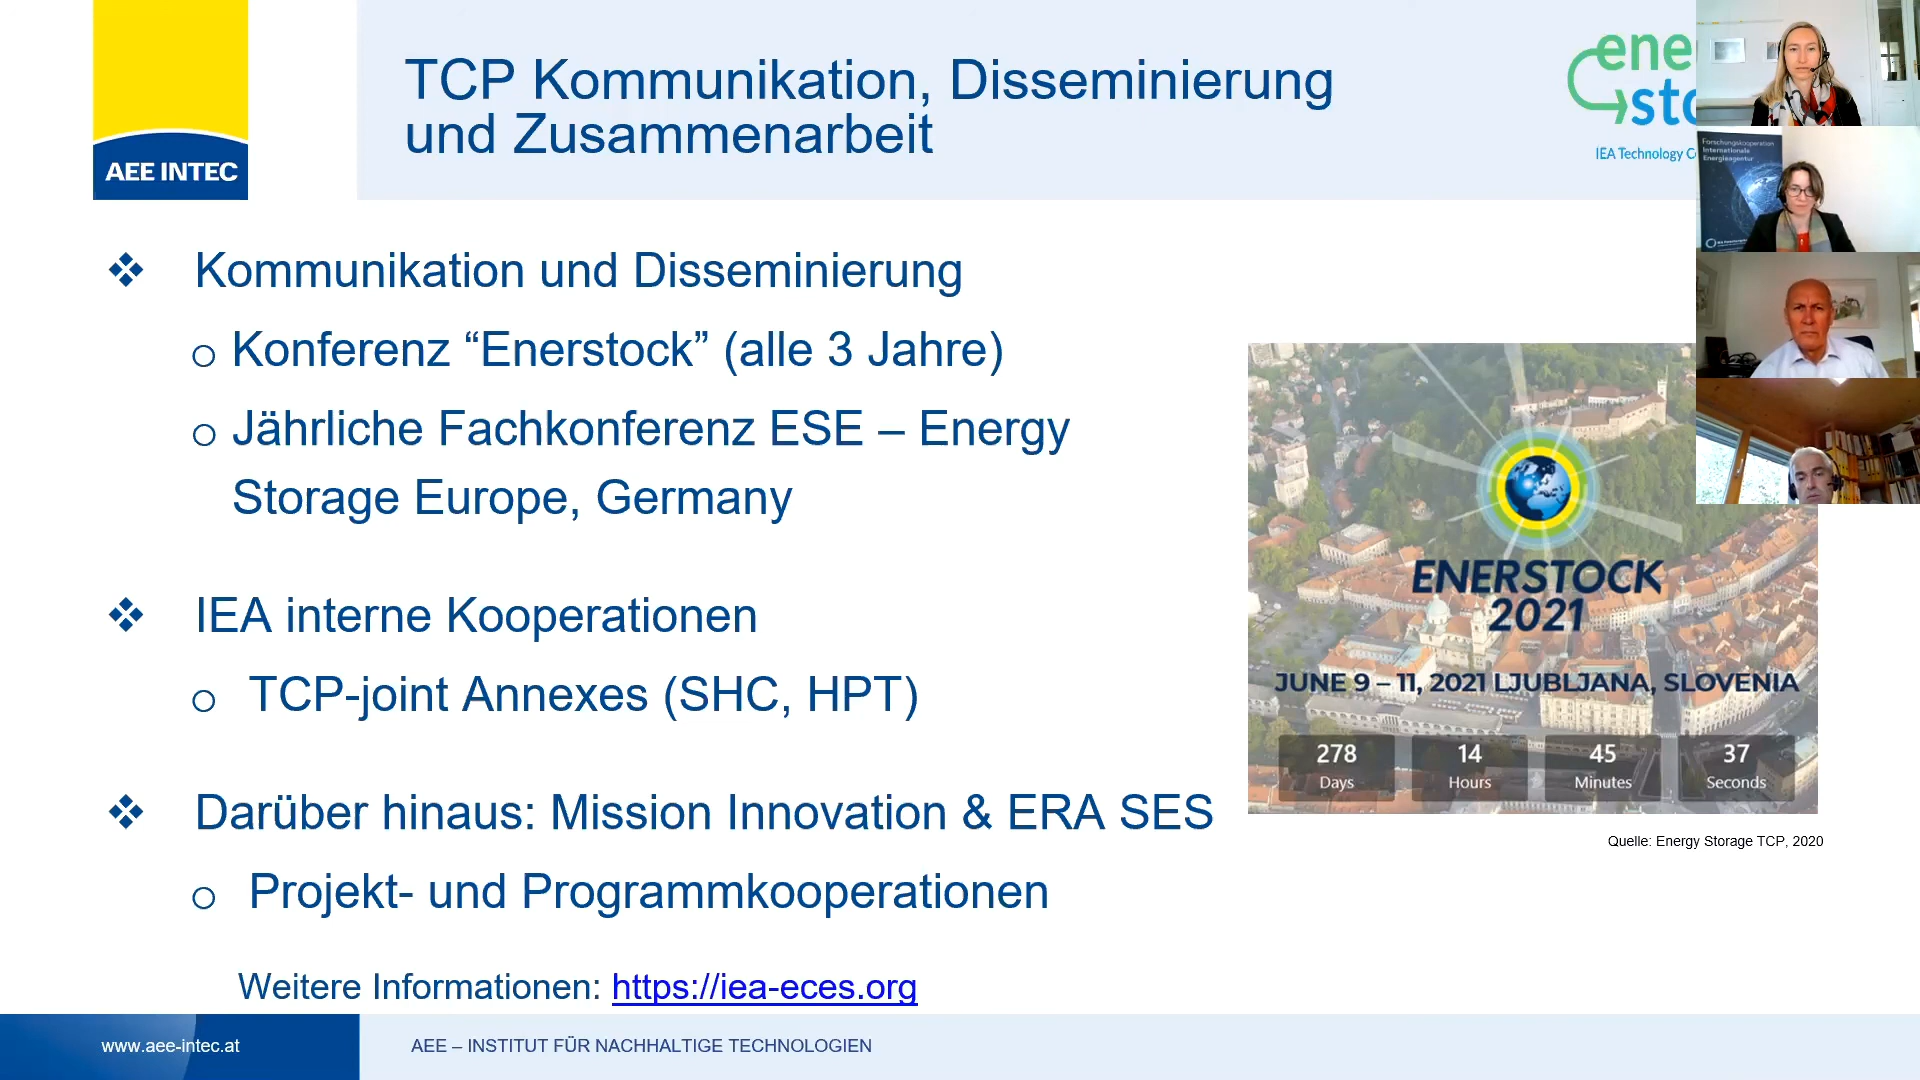 AEE INTEC
TCP Kommunikation, Disseminierung
und Zusammenarbeit
IEA Technology
Forschungskooperation
Internationale
Energieagentur
❖ Kommunikation und Disseminierung
o Konferenz “Enerstock” (alle 3 Jahre)
o Jährliche Fachkonferenz ESE – Energy
Storage Europe, Germany
❖ IEA interne Kooperationen
o TCP-joint Annexes (SHC, HPT)
❖ Darüber hinaus: Mission Innovation & ERA SES
o Projekt- und Programmkooperationen
Weitere Informationen: https://iea-eces.org
ENERSTOCK
2021
JUNE 9 – 11, 2021 LJUBLJANA, SLOVENIA
278 14 45 37
Days Hours Minutes Seconds
Quelle: Energy Storage TCP, 2020
www.aee-intec.at
AEE – INSTITUT FÜR NACHHALTIGE TECHNOLOGIEN